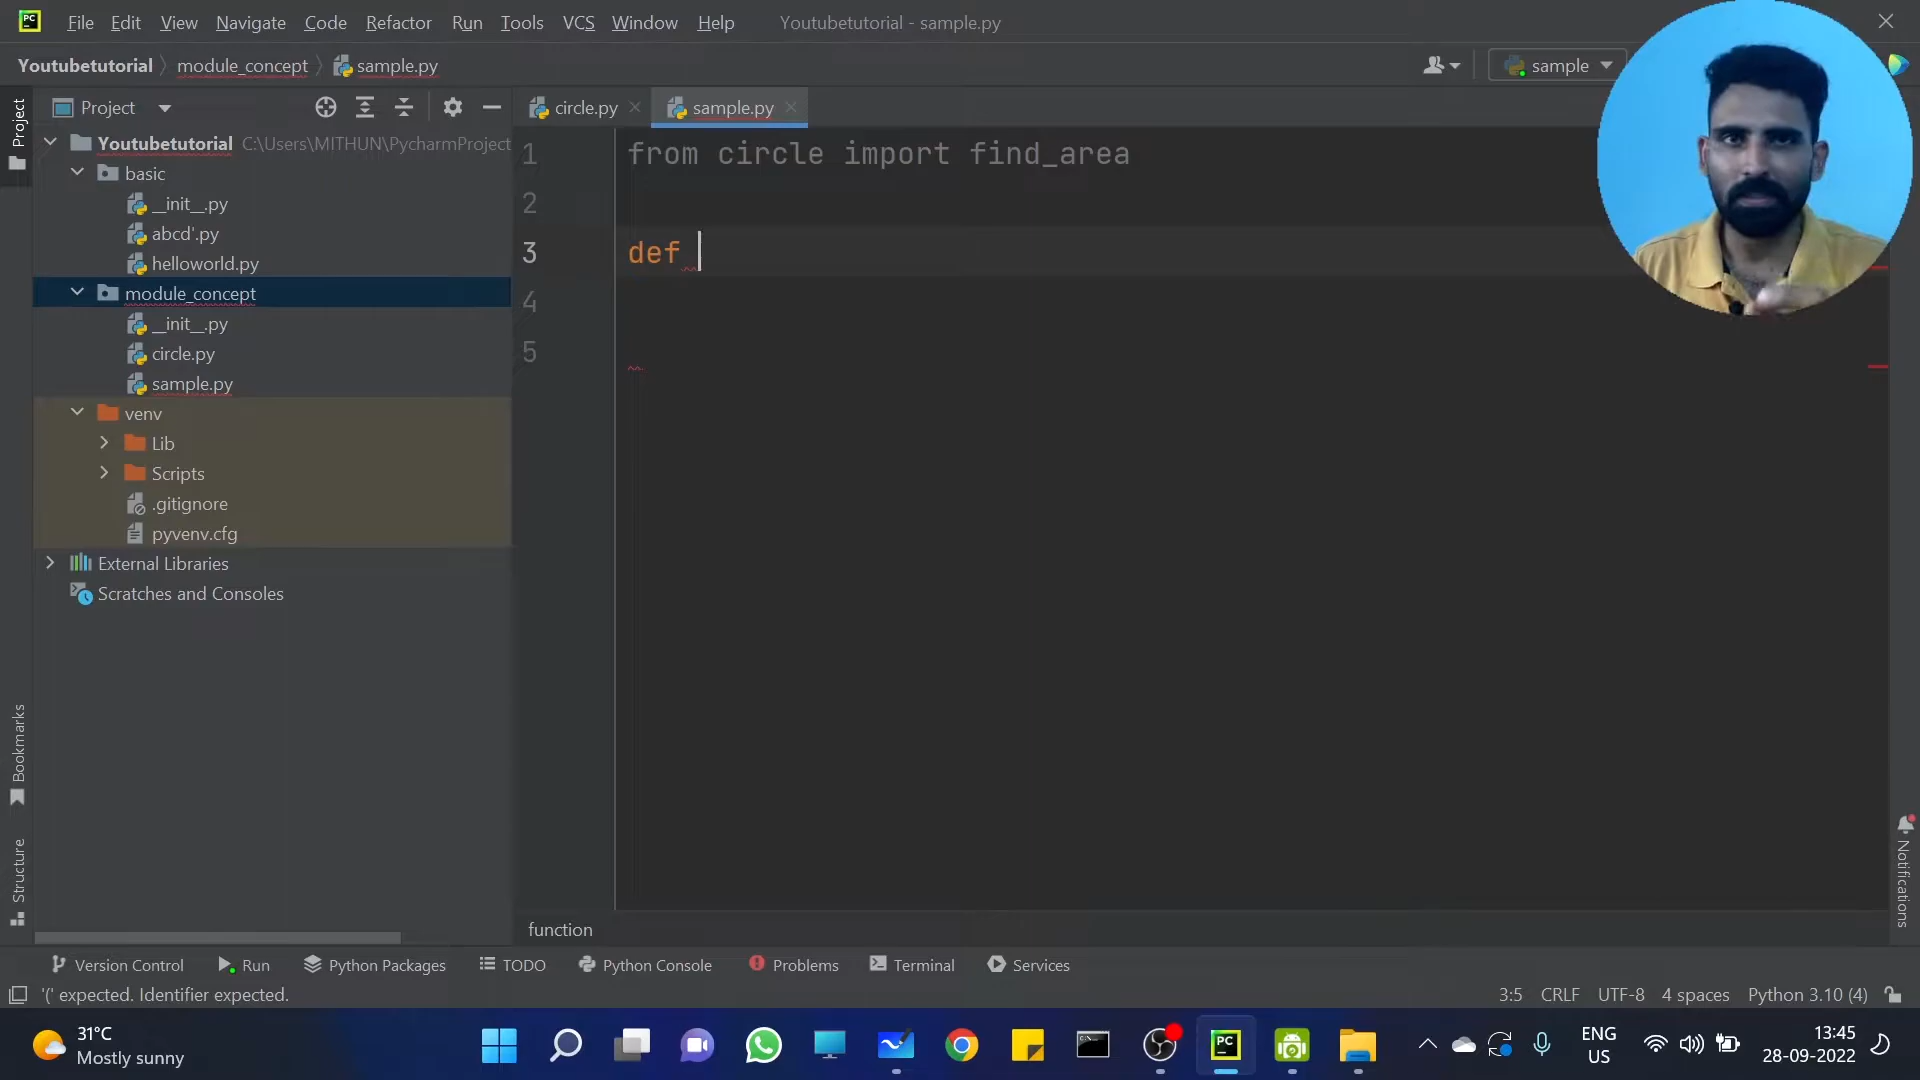 File Edit View Navigate Code Refactor Run Tools VCS Window Help Youtubetutorial - sample.py
Youtubetutorial module_concept sample.py
sample
Project
Project
circle.py
sample.py
Youtubetutorial C:\Users\MITHUN\PycharmProject
basic
__init__.py
abcd'.py
helloworld.py
module_concept
__init__.py
circle.py
sample.py
venv
Lib
Scripts
.gitignore
pyvenv.cfg
External Libraries
Scratches and Consoles
1 from circle import find_area
2
3 def
4
5
Bookmarks
Structure
Notifications
function
Version Control Run Python Packages TODO Python Console Problems Terminal Services
'(' expected. Identifier expected.
3:5 CRLF UTF-8 4 spaces Python 3.10 (4)
31°C
Mostly sunny
ENG
US
13:45
28-09-2022